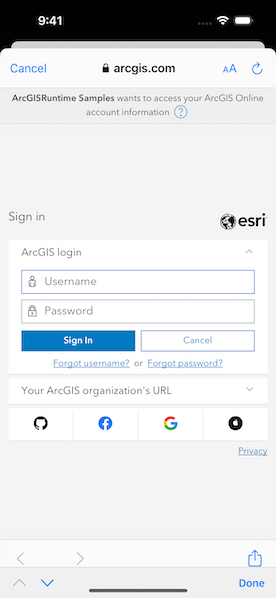 9:41
Cancel
arcgis.com
AA
ArcGISRuntime Samples wants to access your ArcGIS Online
account information ?
Sign in
esri
ArcGIS login
Username
Password
Sign In
Cancel
Forgot username? or Forgot password?
Your ArcGIS organization's URL
Privacy
Done